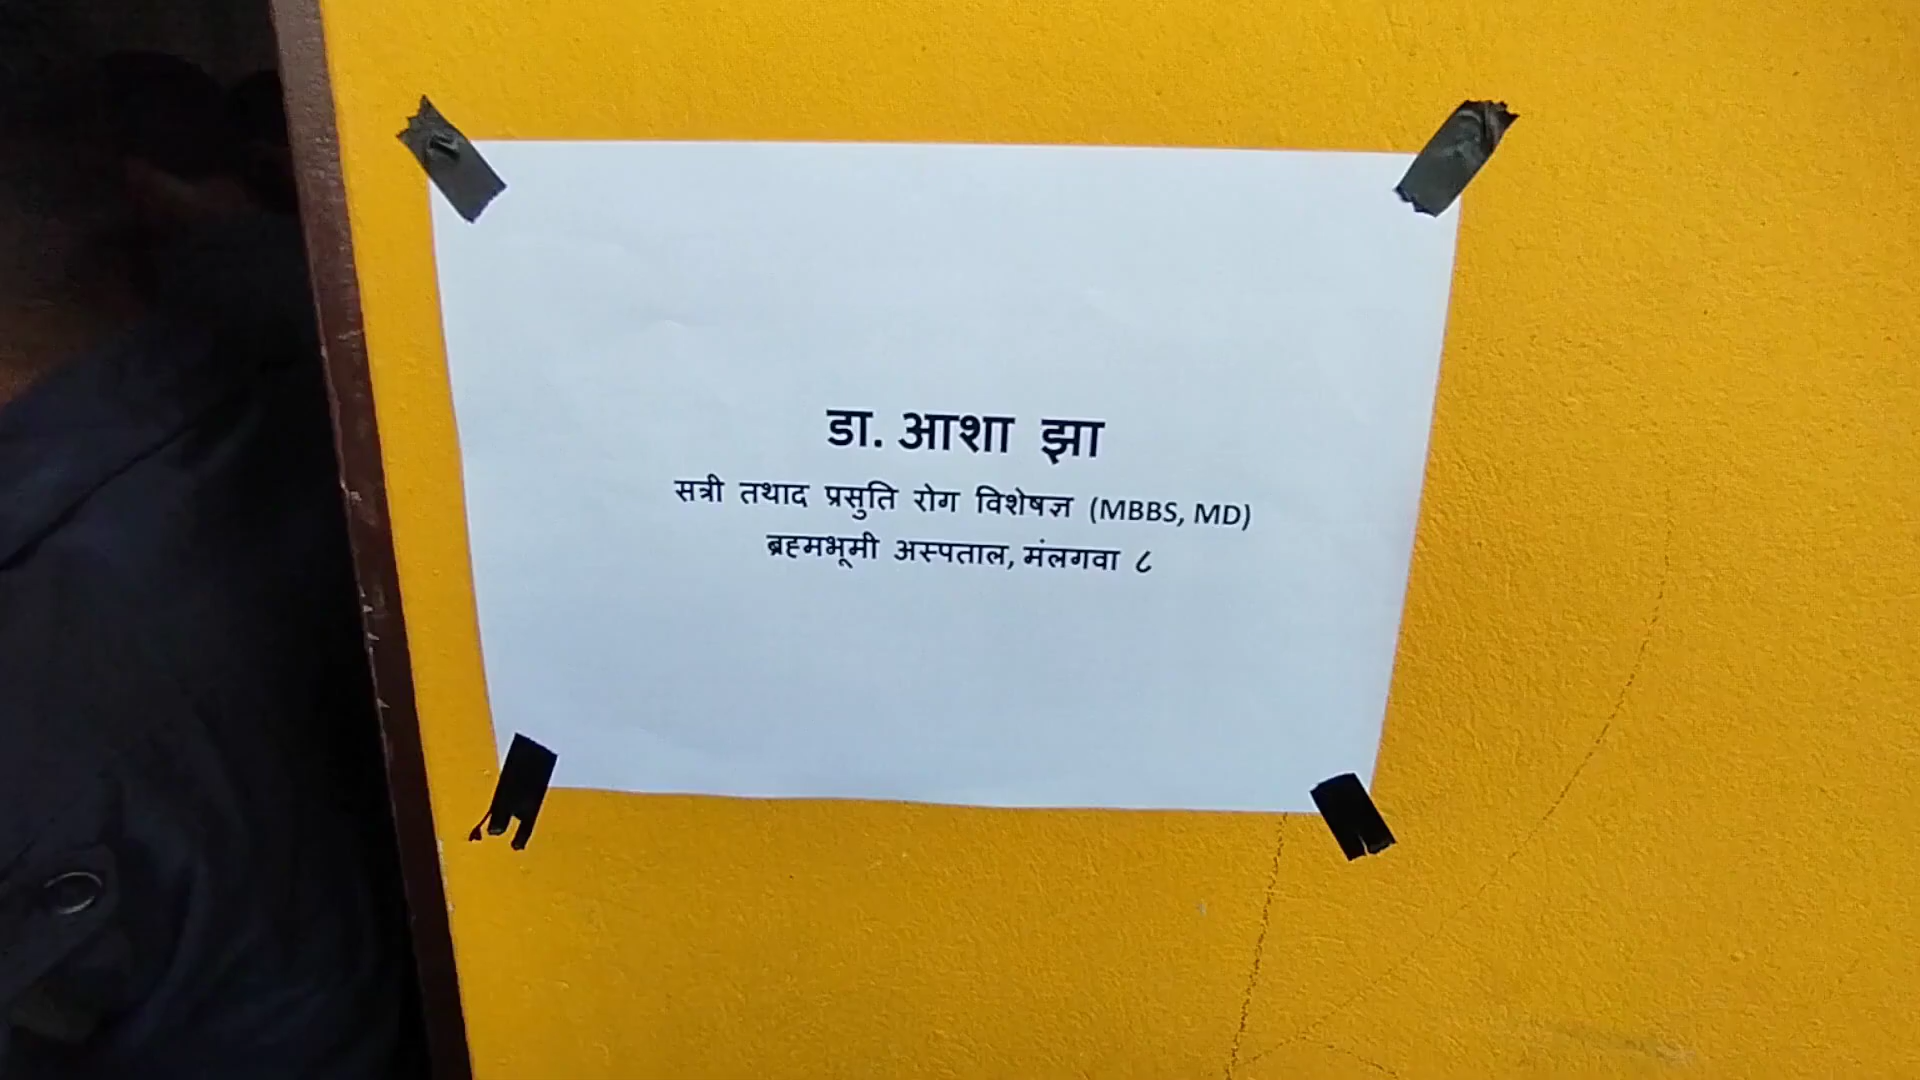 डा. आशा झा
सत्री तथाद प्रसुति रोग विशेषज्ञ (MBBS, MD)
ब्रह्मभूमी अस्पताल, मंलगवा ८